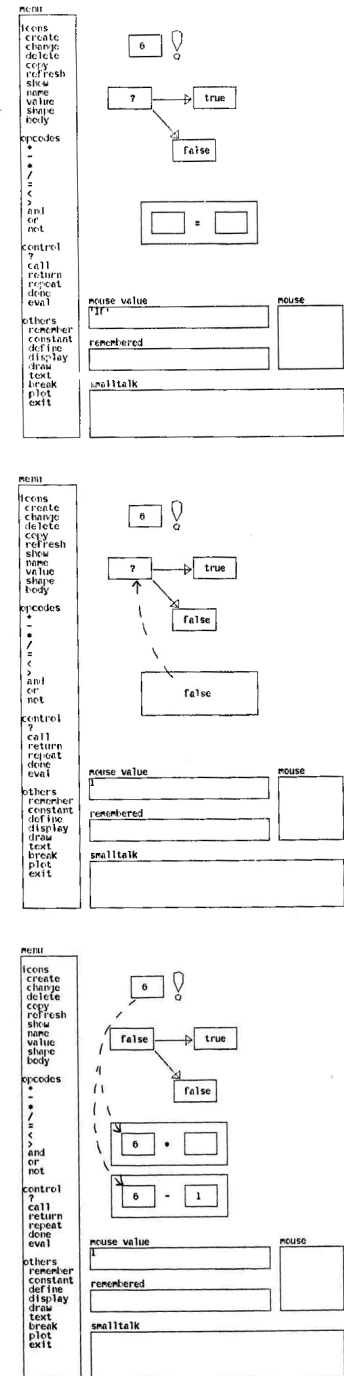 menu
icons
create
change
delete
copy
refresh
show
name
value
shape
body
opcodes
+
-
*
/
=
<
>
and
or
not
control
?
call
return
repeat
done
eval
others
remember
constant
define
display
draw
text
break
plot
exit
6 !
? true
false
=
mouse value
'1f'
mouse
remembered
smalltalk
menu
icons
create
change
delete
copy
refresh
show
name
value
shape
body
opcodes
+
-
*
/
=
<
>
and
or
not
control
?
call
return
repeat
done
eval
others
remember
constant
define
display
draw
text
break
plot
exit
6 !
? true
false
false
mouse value
1
mouse
remembered
smalltalk
menu
icons
create
change
delete
copy
refresh
show
name
value
shape
body
opcodes
+
-
*
/
=
<
>
and
or
not
control
?
call
return
repeat
done
eval
others
remember
constant
define
display
draw
text
break
plot
exit
6 !
false true
false
6 *
6 - 1
mouse value
1
mouse
remembered
smalltalk